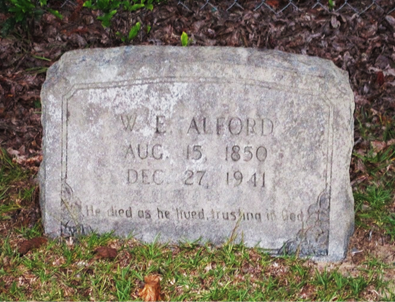 W. E. ALFORD
AUG. 15, 1850
DEC. 27, 1941
He died as he lived, trusting in God